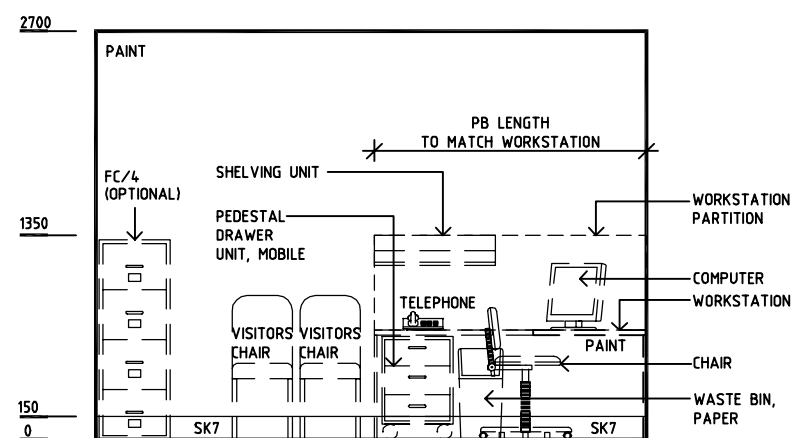 2700
PAINT
PB LENGTH
TO MATCH WORKSTATION
FC/4
(OPTIONAL)
SHELVING UNIT
WORKSTATION
PARTITION
1350
PEDESTAL
DRAWER
UNIT, MOBILE
COMPUTER
TELEPHONE
WORKSTATION
VISITORS
CHAIR
VISITORS
CHAIR
PAINT
CHAIR
WASTE BIN,
PAPER
150
0
SK7
SK7